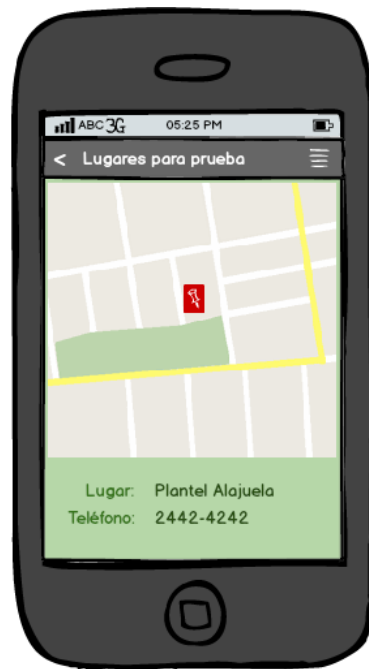 ABC 3G 05:25 PM
< Lugares para prueba
Lugar: Plantel Alajuela
Teléfono: 2442-4242